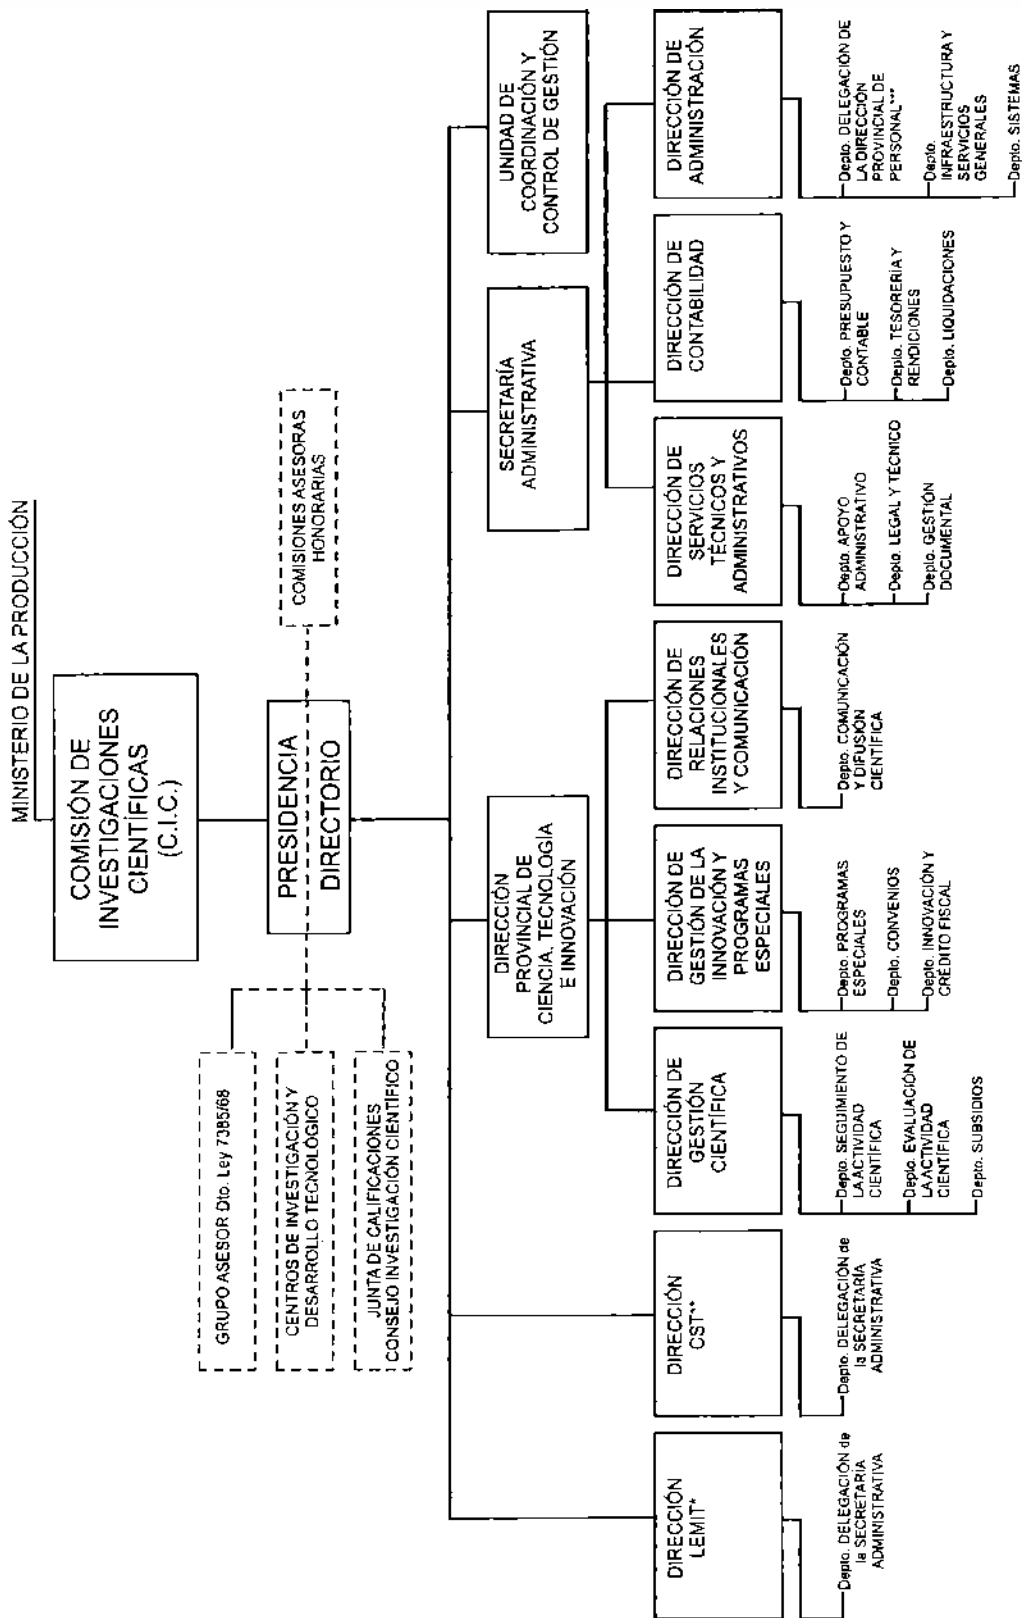 MINISTERIO DE LA PRODUCCIÓN
COMISIÓN DE
INVESTIGACIONES
CIENTÍFICAS
(C.I.C.)
PRESIDENCIA
DIRECTORIO
GRUPO ASESOR Dto. Ley 7385/68
CENTROS DE INVESTIGACIÓN Y
DESARROLLO TECNOLÓGICO
JUNTA DE CALIFICACIONES
CONSEJO INVESTIGACIÓN CIENTÍFICO
COMISIONES ASESORAS
HONORARIAS
DIRECCIÓN
PROVINCIAL DE
CIENCIA, TECNOLOGÍA
E INNOVACIÓN
SECRETARÍA
ADMINISTRATIVA
UNIDAD DE
COORDINACIÓN Y
CONTROL DE GESTIÓN
DIRECCIÓN
LEMIT*
DIRECCIÓN
CST**
DIRECCIÓN DE
GESTIÓN
CIENTÍFICA
DIRECCIÓN DE
GESTIÓN DE LA
INNOVACIÓN Y
PROGRAMAS
ESPECIALES
DIRECCIÓN DE
RELACIONES
INSTITUCIONALES
Y COMUNICACIÓN
DIRECCIÓN DE
SERVICIOS
TÉCNICOS Y
ADMINISTRATIVOS
DIRECCIÓN DE
CONTABILIDAD
DIRECCIÓN DE
ADMINISTRACIÓN
Depto. DELEGACIÓN de
la SECRETARÍA
ADMINISTRATIVA
Depto. DELEGACIÓN de
la SECRETARÍA
ADMINISTRATIVA
Depto. SEGUIMIENTO DE
LA ACTIVIDAD
CIENTÍFICA
Depto. EVALUACIÓN DE
LA ACTIVIDAD
CIENTÍFICA
Depto. SUBSIDIOS
Depto. PROGRAMAS
ESPECIALES
Depto. CONVENIOS
Depto. INNOVACIÓN Y
CRÉDITO FISCAL
Depto. COMUNICACIÓN
Y DIFUSIÓN
CIENTÍFICA
Depto. APOYO
ADMINISTRATIVO
Depto. LEGAL Y TÉCNICO
Depto. GESTIÓN
DOCUMENTAL
Depto. PRESUPUESTO Y
CONTABLE
Depto. TESORERÍA Y
RENDICIONES
Depto. LIQUIDACIONES
Depto. DELEGACIÓN DE
LA DIRECCIÓN
PROVINCIAL DE
PERSONAL***
Depto.
INFRAESTRUCTURA Y
SERVICIOS
GENERALES
Depto. SISTEMAS